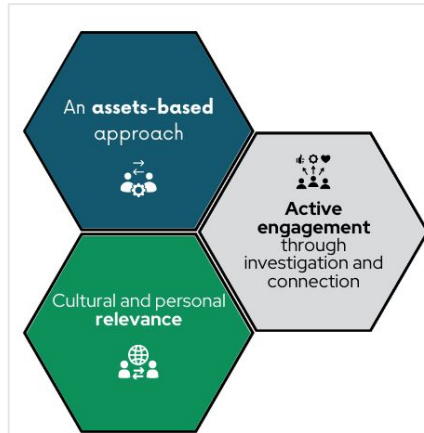 An assets-based
approach
Active
engagement
through
investigation and
connection
Cultural and personal
relevance